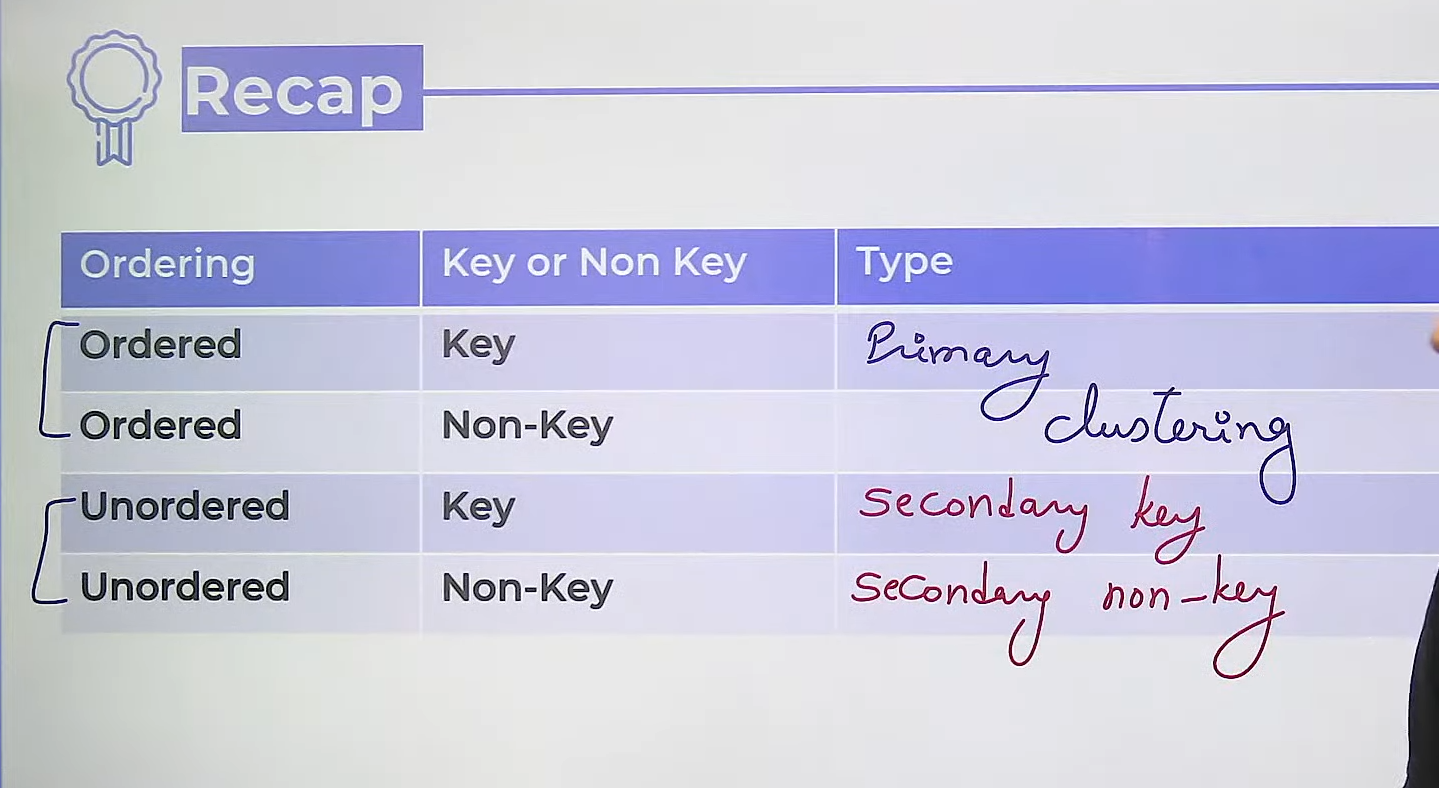 Recap
Ordering Key or Non Key Type
Ordered Key Primary
Ordered Non-Key clustering
Unordered Key Secondary key
Unordered Non-Key Secondary non-key